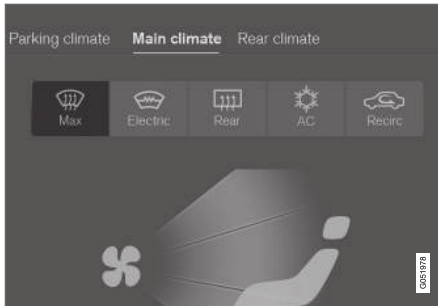 Parking climate Main climate Rear climate
Max Electric Rear AC Recirc
G051978